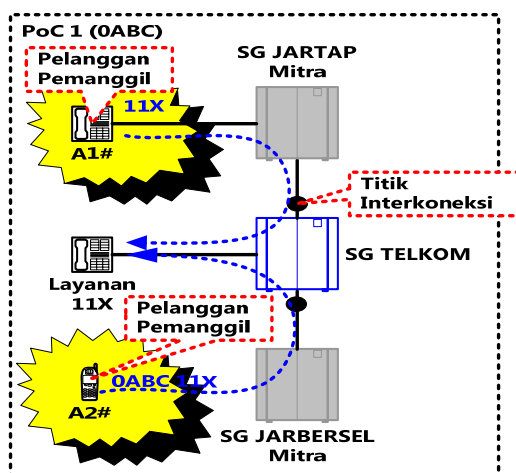 PoC 1 (0ABC)
Pelanggan
Pemanggil
SG JARTAP
Mitra
11X
A1#
Titik
Interkoneksi
SG TELKOM
Layanan
11X
Pelanggan
Pemanggil
0ABC 11X
A2#
SG JARBERSEL
Mitra